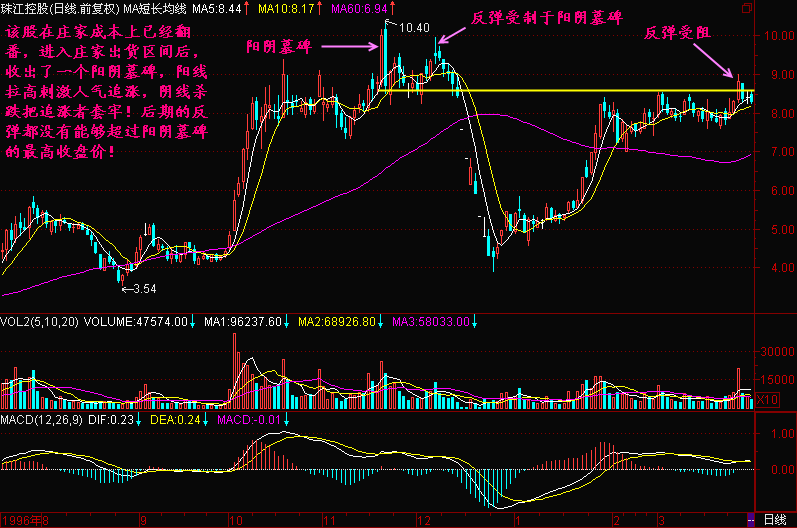 珠江控股(日线.前复权) MA短长均线 MA5:8.44↑ MA10:8.17↑ MA60:6.94↑
该股在庄家成本上已经翻
番，进入庄家出货区间后，
收出了一个阳阴墓碑，阳线
拉高刺激人气追涨，阴线杀
跌把追涨者套牢！后期的反
弹都没有能够超过阳阴墓碑
的最高收盘价！
阳阴墓碑
10.40
反弹受制于阳阴墓碑
反弹受阻
10.00
9.00
8.00
7.00
6.00
5.00
4.00
3.54
VOL2(5,10,20) VOLUME:47574.00↓ MA1:96237.60↓ MA2:68926.80↓ MA3:58033.00↓
30000
15000
X10
MACD(12,26,9) DIF:0.23↓ DEA:0.24↓ MACD:-0.01↓
1.00
0.00
1996年8 9 10 11 12 1 2 3 日线